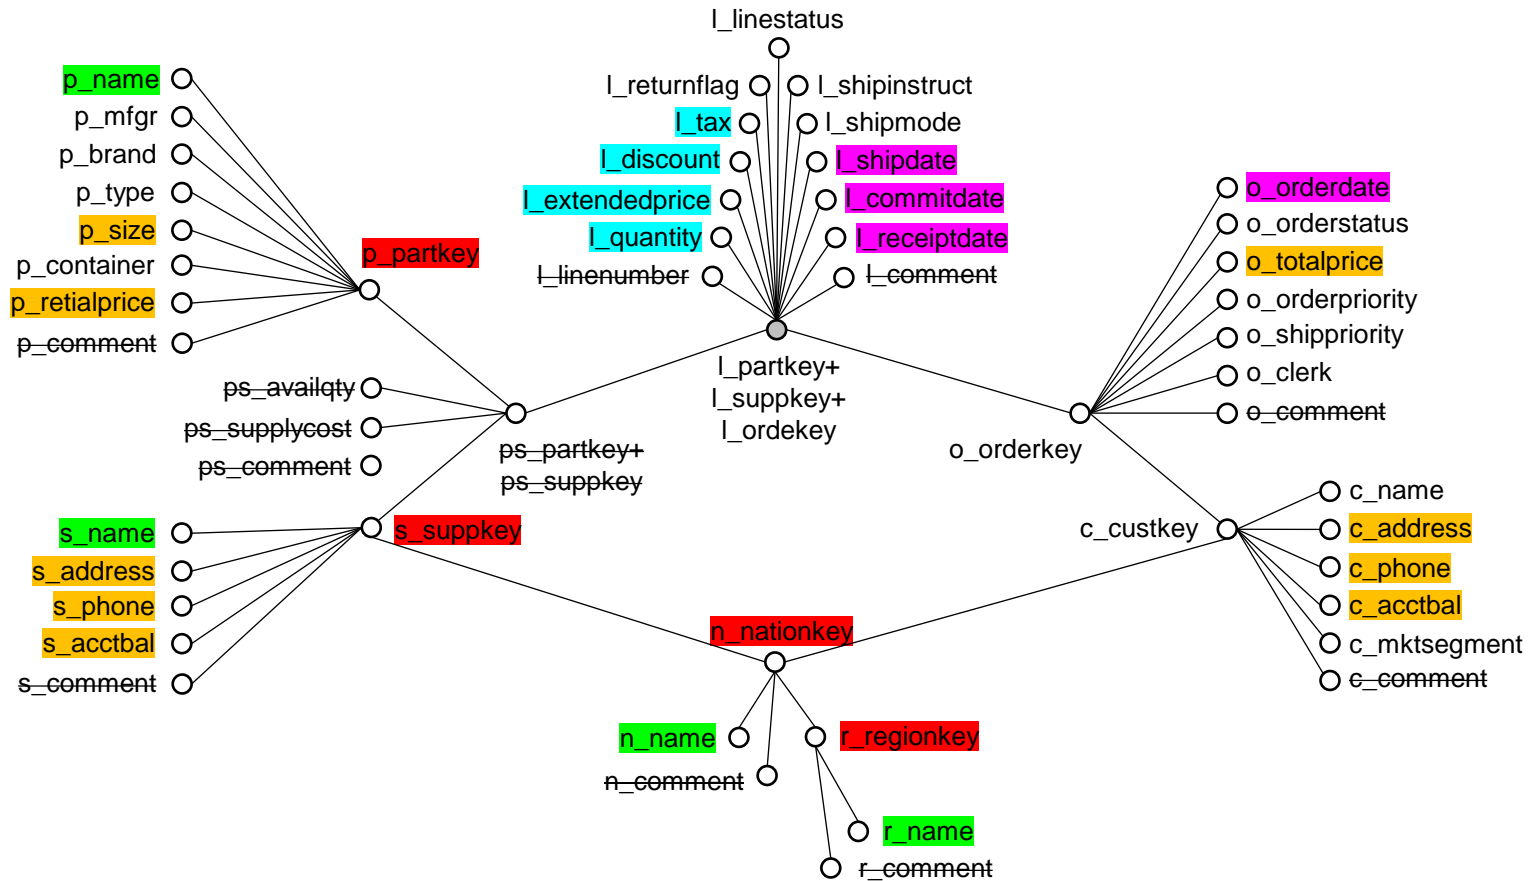 l_linestatus
l_returnflag
l_shipinstruct
l_tax
l_shipmode
l_discount
l_shipdate
l_extendedprice
l_commitdate
l_quantity
l_receiptdate
l_linenumber
l_comment
l_partkey+
l_suppkey+
l_ordekey
p_name
p_mfgr
p_brand
p_type
p_size
p_container
p_retialprice
p_comment
p_partkey
ps_availqty
ps_supplycost
ps_comment
ps_partkey+
ps_suppkey
s_name
s_address
s_phone
s_acctbal
s_comment
s_suppkey
o_orderdate
o_orderstatus
o_totalprice
o_orderpriority
o_shippriority
o_clerk
o_comment
o_orderkey
c_name
c_address
c_phone
c_acctbal
c_mktsegment
c_comment
c_custkey
n_nationkey
n_name
n_comment
r_regionkey
r_name
r_comment